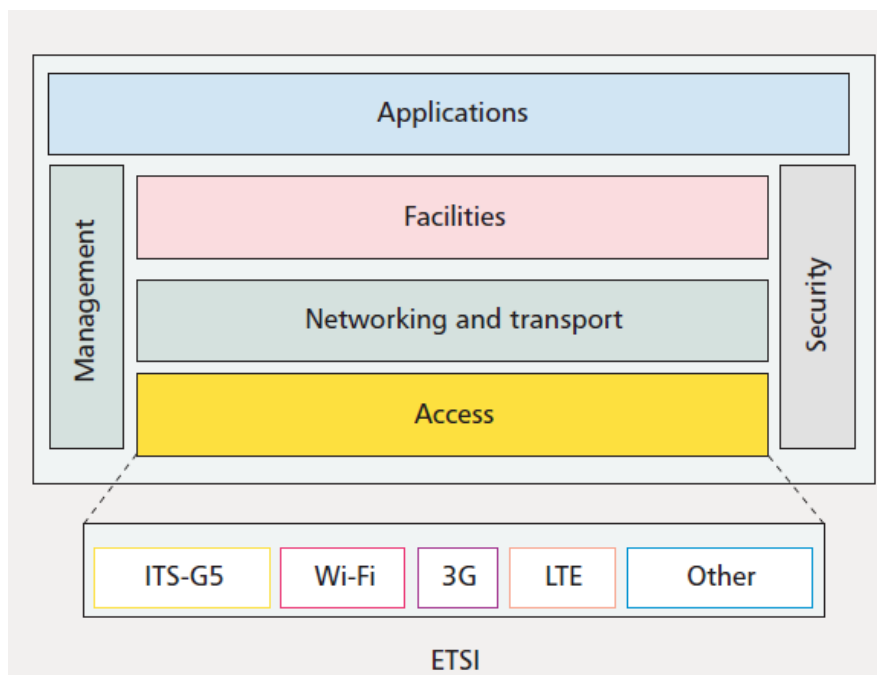 Applications
Management
Facilities
Networking and transport
Access
Security
ITS-G5
Wi-Fi
3G
LTE
Other
ETSI